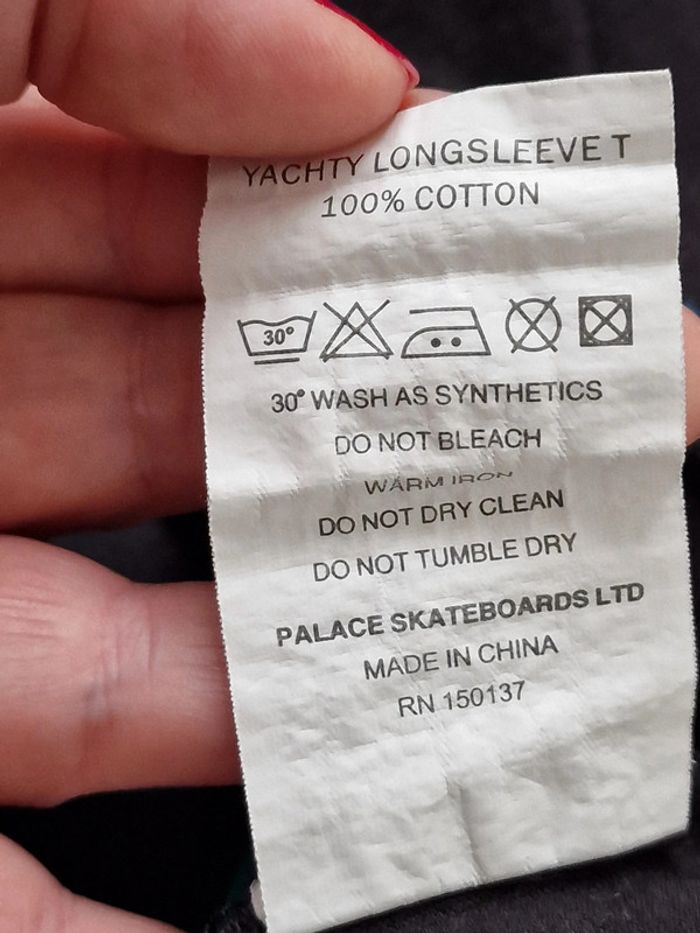 YACHTY LONGSLEEVE T
100% COTTON
30°
30° WASH AS SYNTHETICS
DO NOT BLEACH
WARM IRON
DO NOT DRY CLEAN
DO NOT TUMBLE DRY
PALACE SKATEBOARDS LTD
MADE IN CHINA
RN 150137